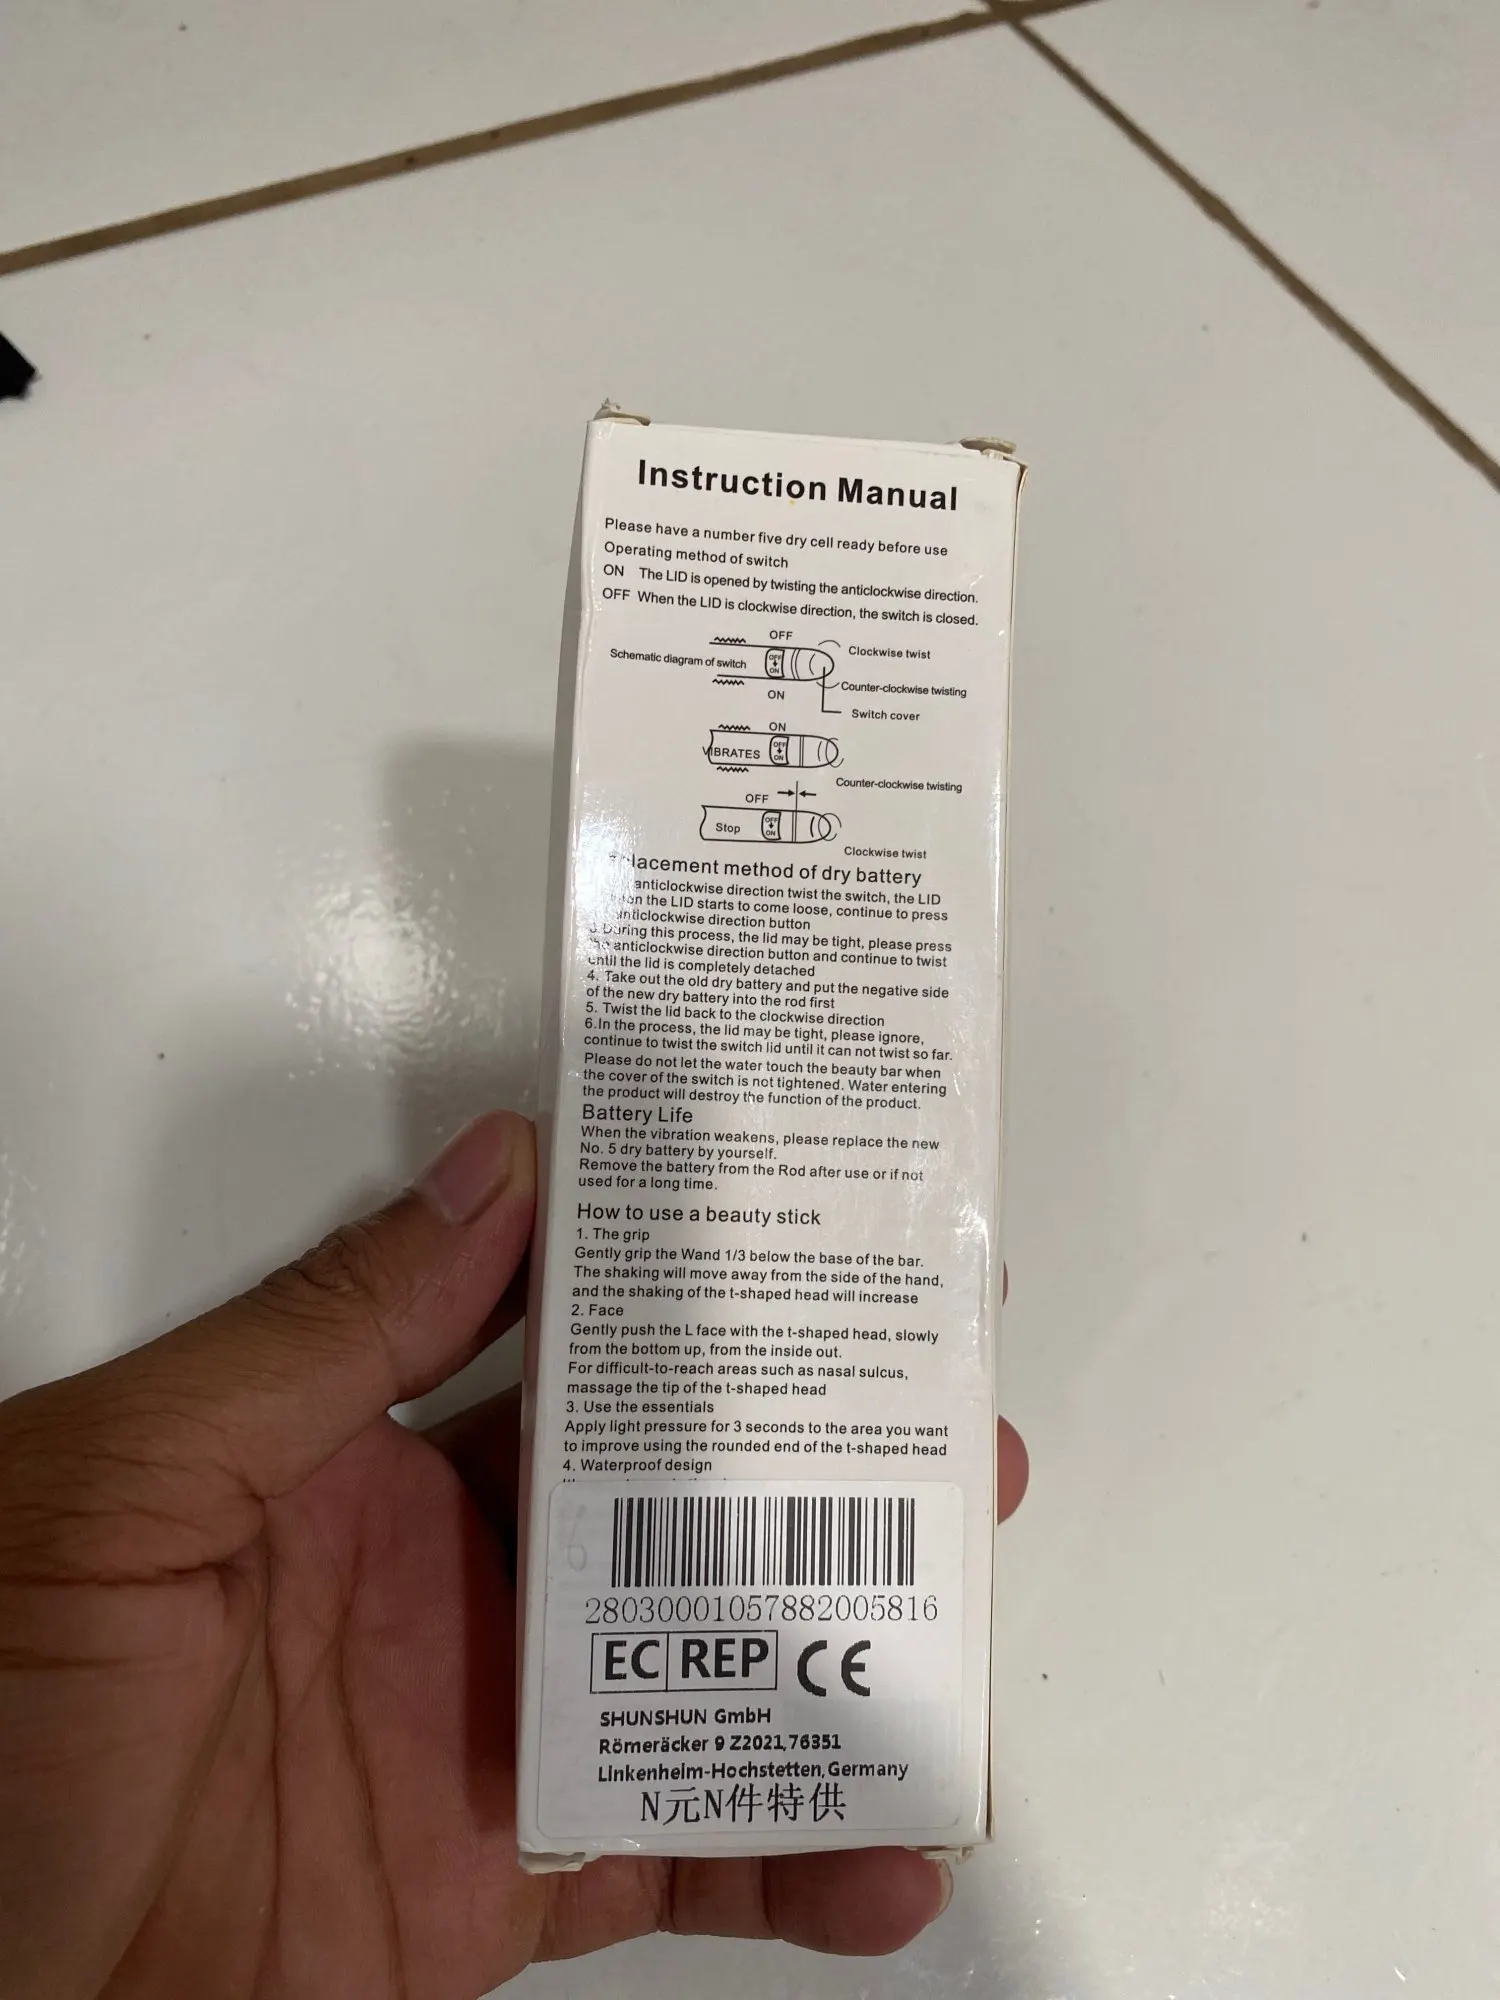 Instruction Manual
Please have a number five dry cell ready before use
Operating method of switch
ON The LID is opened by twisting the anticlockwise direction.
OFF When the LID is clockwise direction, the switch is closed.
OFF
Clockwise twist
Schematic diagram of switch
OFF
ON
Counter-clockwise twisting
ON
Switch cover
ON
VIBRATES
OFF
ON
Counter-clockwise twisting
OFF
Stop
OFF
ON
Clockwise twist
method of dry battery
anticlockwise direction twist the switch, the LID
the LID starts to come loose, continue to press
anticlockwise direction button
During this process, the lid may be tight, please press
the anticlockwise direction button and continue to twist
until the lid is completely detached
4. Take out the old dry battery and put the negative side
of the new dry battery into the rod first
5. Twist the lid back to the clockwise direction
6.In the process, the lid may be tight, please ignore,
continue to twist the switch lid until it can not twist so far.
Please do not let the water touch the beauty bar when
the cover of the switch is not tightened. Water entering
the product will destroy the function of the product.
Battery Life
When the vibration weakens, please replace the new
No. 5 dry battery by yourself.
Remove the battery from the Rod after use or if not
used for a long time.
How to use a beauty stick
1. The grip
Gently grip the Wand 1/3 below the base of the bar.
The shaking will move away from the side of the hand,
and the shaking of the t-shaped head will increase
2. Face
Gently push the L face with the t-shaped head, slowly
from the bottom up, from the inside out.
For difficult-to-reach areas such as nasal sulcus,
massage the tip of the t-shaped head
3. Use the essentials
Apply light pressure for 3 seconds to the area you want
to improve using the rounded end of the t-shaped head
4. Waterproof design
28030001057882005816
EC REP CE
SHUNSHUN GmbH
Römeräcker 9 Z2021,76351
Linkenheim-Hochstetten,Germany
N元N件特供